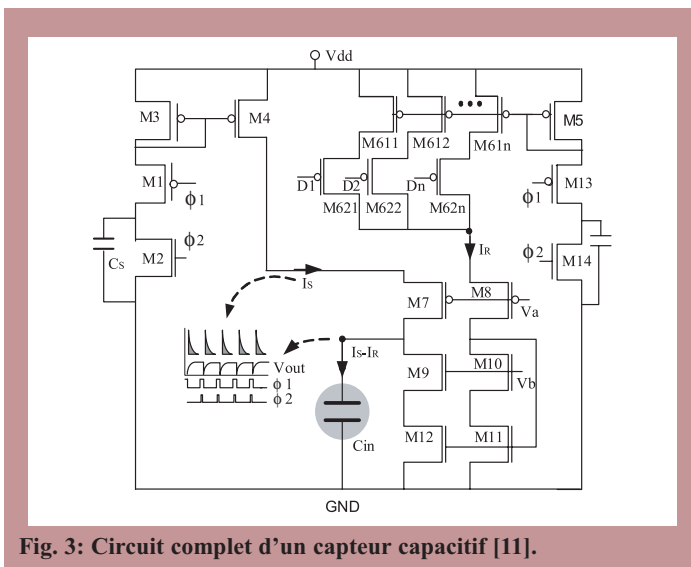 Vdd
M3
M4
M611
M612
M61n
M5
M1
ϕ1
D1
D2
Dn
ϕ1
M13
M621
M622
M62n
ϕ2
Cs
M2
IR
ϕ2
M14
Is
M7
M8
Va
Vout
ϕ 1
ϕ 2
Is-IR
M9
M10
Vb
Cin
M12
M11
GND
Fig. 3: Circuit complet d'un capteur capacitif [11].